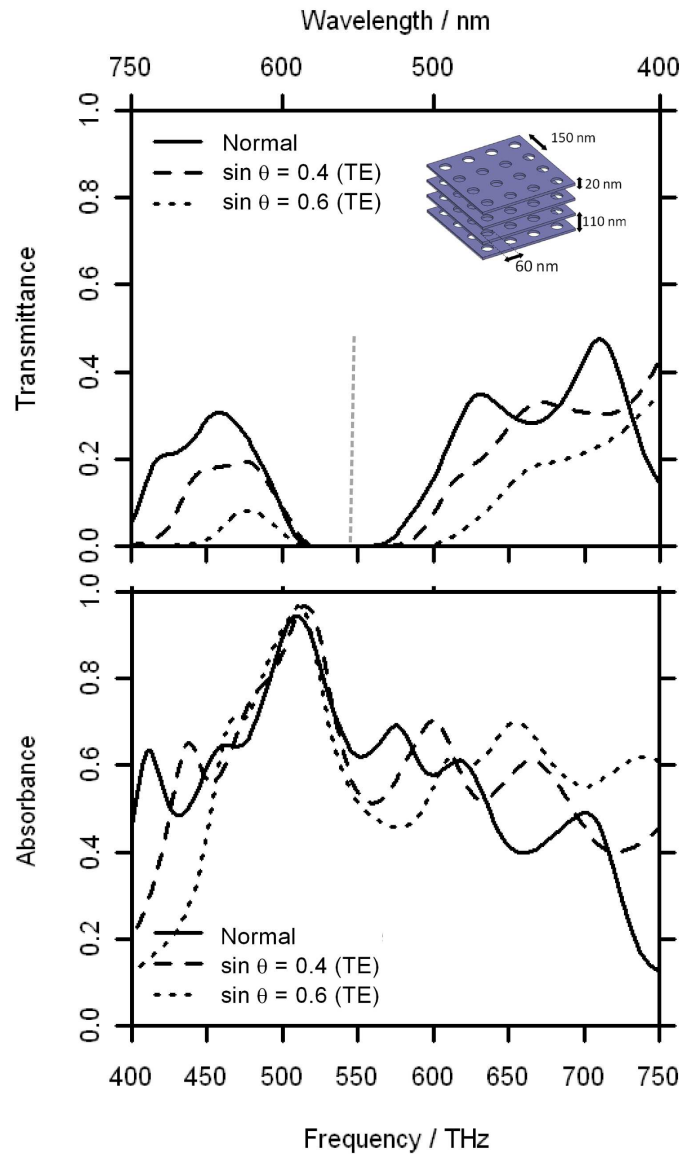 Wavelength / nm
750 600 500 400
Transmittance
1.0
0.8
0.6
0.4
0.2
0.0
Normal
sin θ = 0.4 (TE)
sin θ = 0.6 (TE)
150 nm
20 nm
110 nm
60 nm
Absorbance
1.0
0.8
0.6
0.4
0.2
0.0
Normal
sin θ = 0.4 (TE)
sin θ = 0.6 (TE)
400 450 500 550 600 650 700 750
Frequency / THz